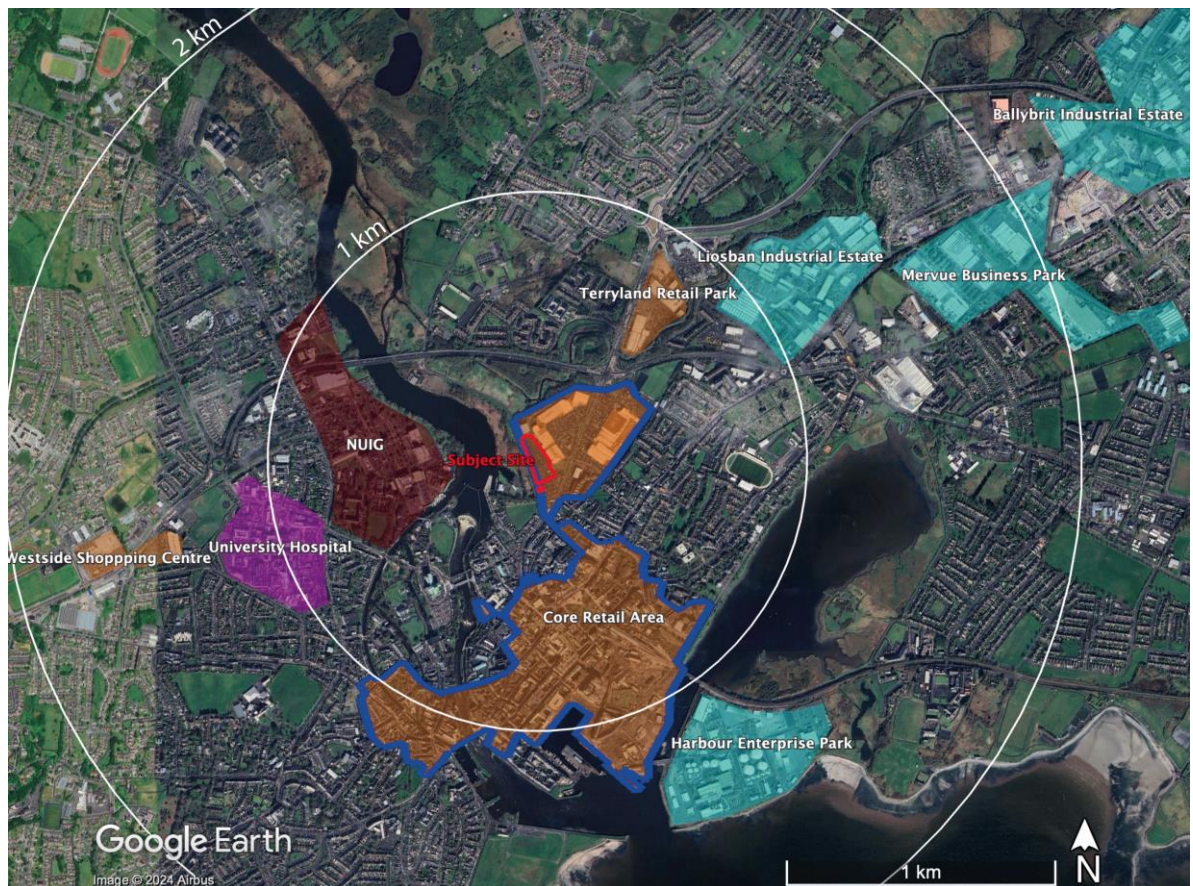 2 km
Ballybrit Industrial Estate
1 km
Liosban Industrial Estate
Mervue Business Park
Terryland Retail Park
NUIG
Subject Site
University Hospital
Westside Shoppping Centre
Core Retail Area
Harbour Enterprise Park
Google Earth
Image © 2024 Airbus
1 km
N